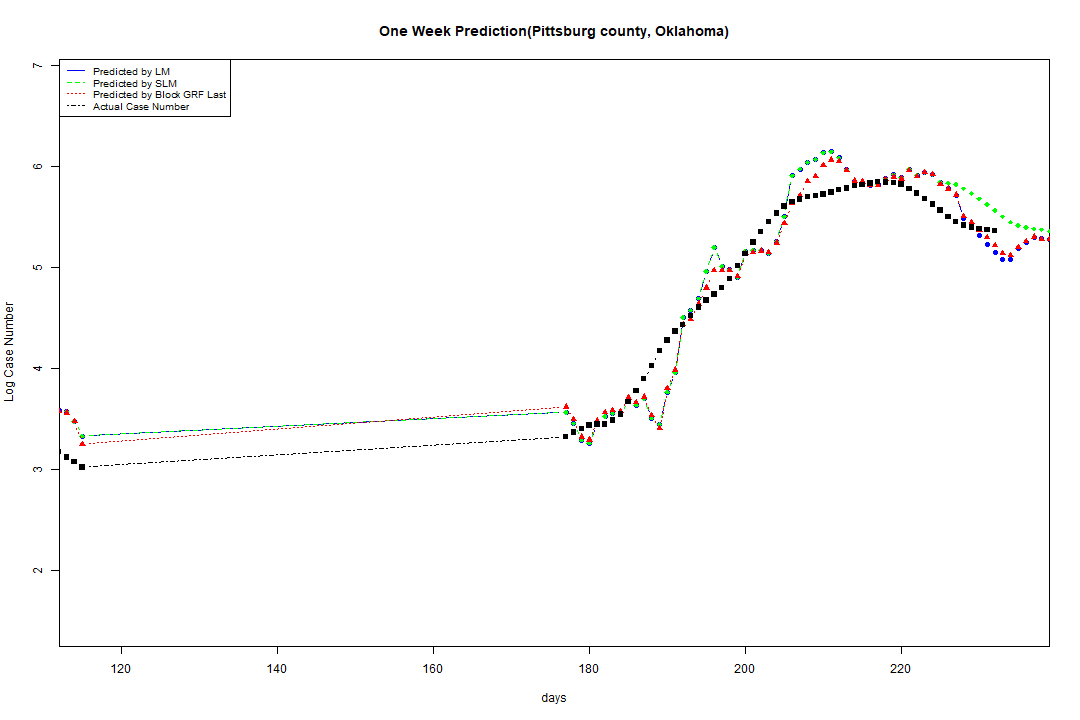 One Week Prediction(Pittsburg county, Oklahoma)
Predicted by LM
Predicted by SLM
Predicted by Block GRF Last
Actual Case Number
7
6
5
4
3
2
Log Case Number
120 140 160 180 200 220
days